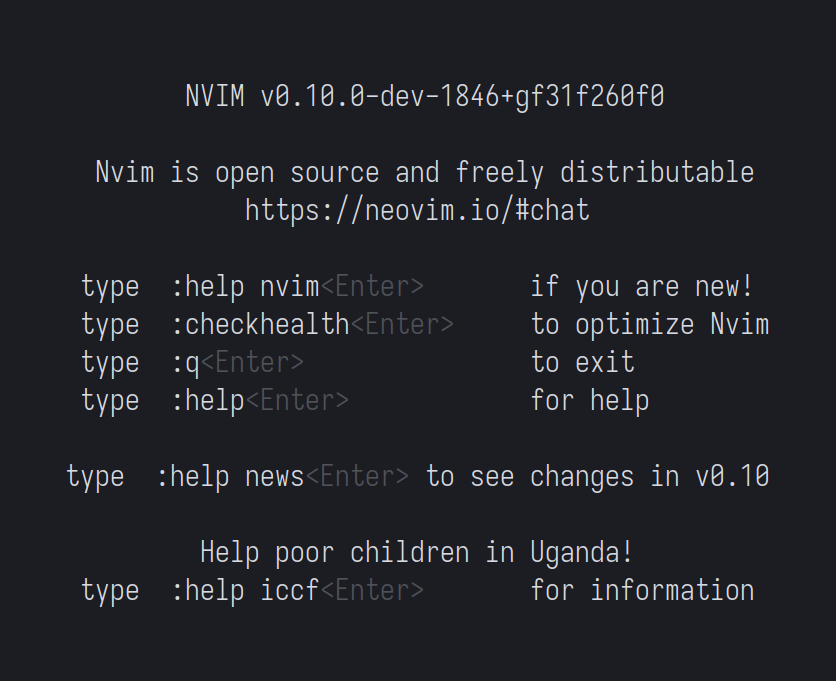 NVIM v0.10.0-dev-1846+gf31f260f0
Nvim is open source and freely distributable
https://neovim.io/#chat
type  :help nvim<Enter>       if you are new!
type  :checkhealth<Enter>     to optimize Nvim
type  :q<Enter>               to exit
type  :help<Enter>            for help
type  :help news<Enter> to see changes in v0.10
Help poor children in Uganda!
type  :help iccf<Enter>       for information